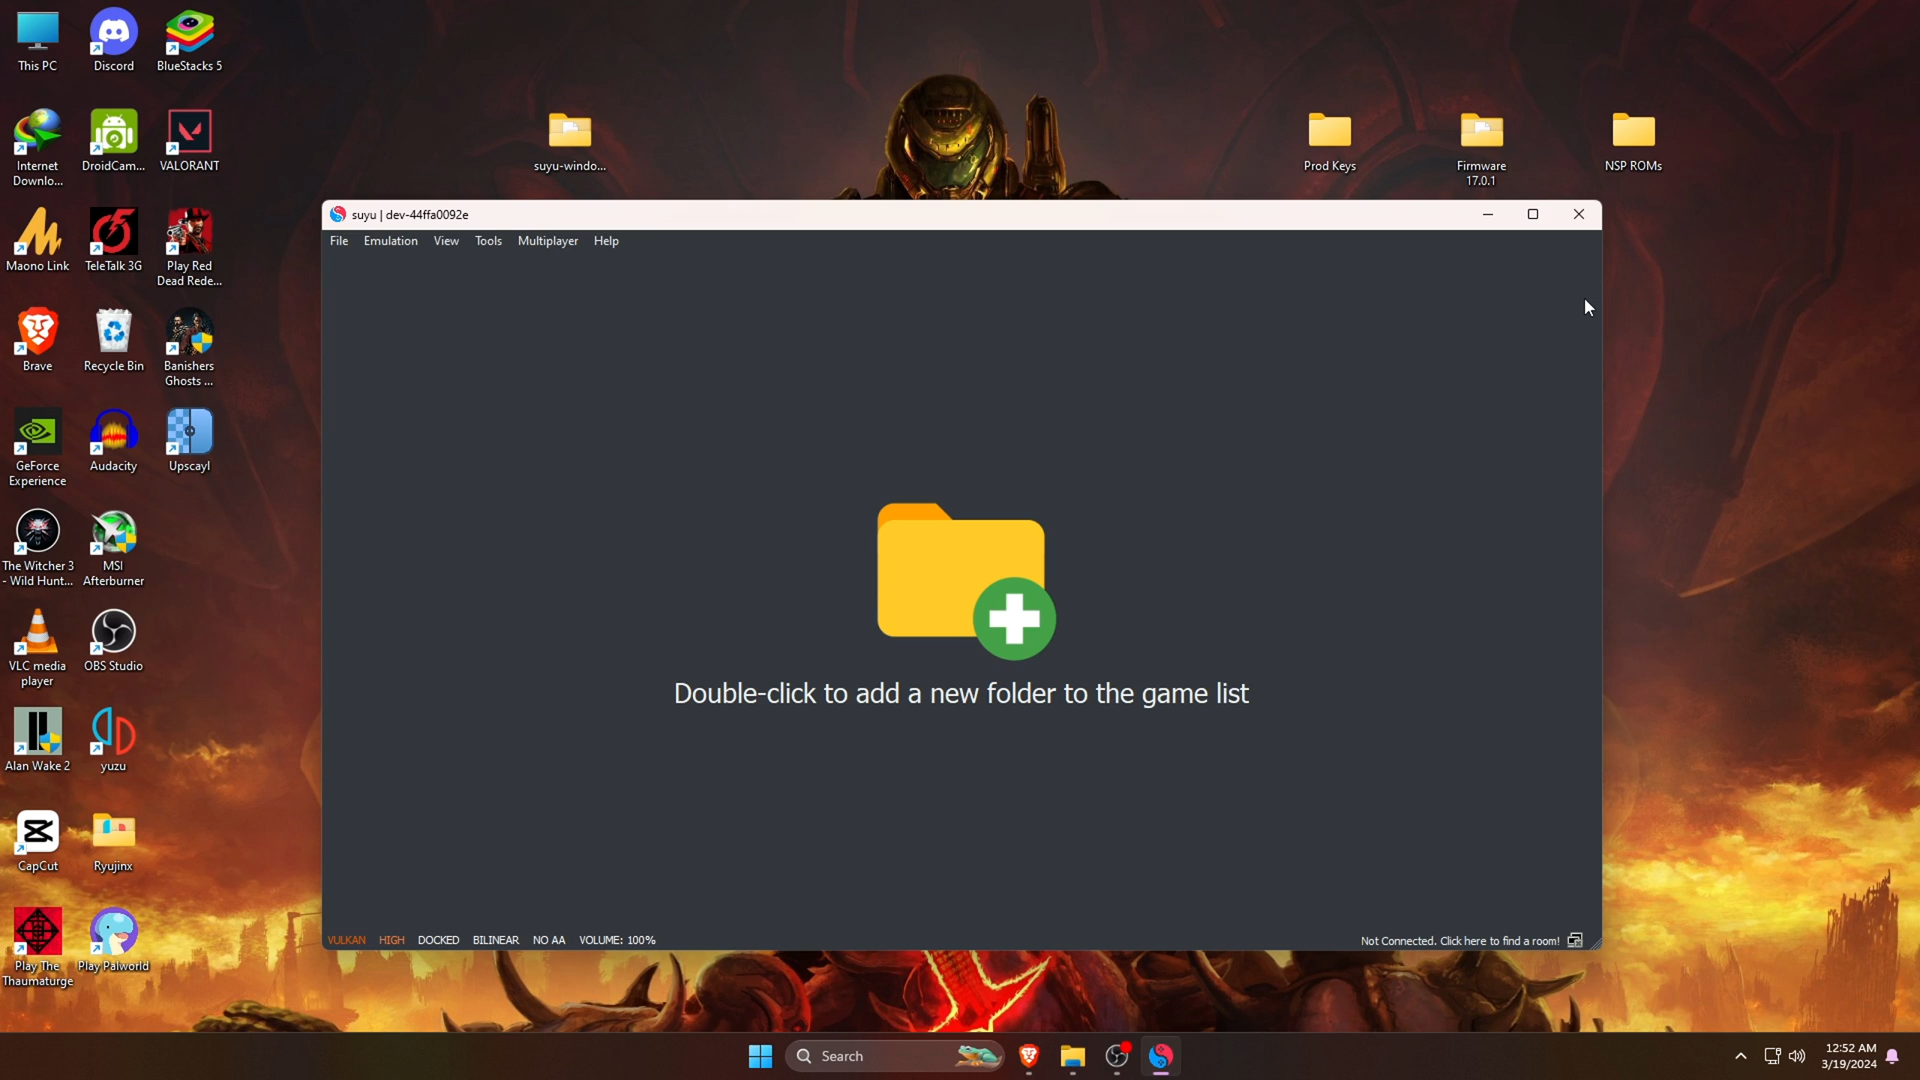 This PC
Discord
BlueStacks 5
Internet
Downlo...
DroidCam...
VALORANT
suyu-windo...
Prod Keys
Firmware
17.0.1
NSP ROMs
suyu | dev-44ffa0092e
File Emulation View Tools Multiplayer Help
Maono Link
TeleTalk 3G
Play Red
Dead Rede...
Brave
Recycle Bin
Banishers
Ghosts ...
GeForce
Experience
Audacity
Upscayl
The Witcher 3
- Wild Hunt...
MSI
Afterburner
Double-click to add a new folder to the game list
VLC media
player
OBS Studio
Alan Wake 2
yuzu
CapCut
Ryujinx
Play The
Thaumaturge
Play Palworld
VULKAN HIGH DOCKED BILINEAR NO AA VOLUME: 100%
Not Connected. Click here to find a room!
Search
12:52 AM
3/19/2024